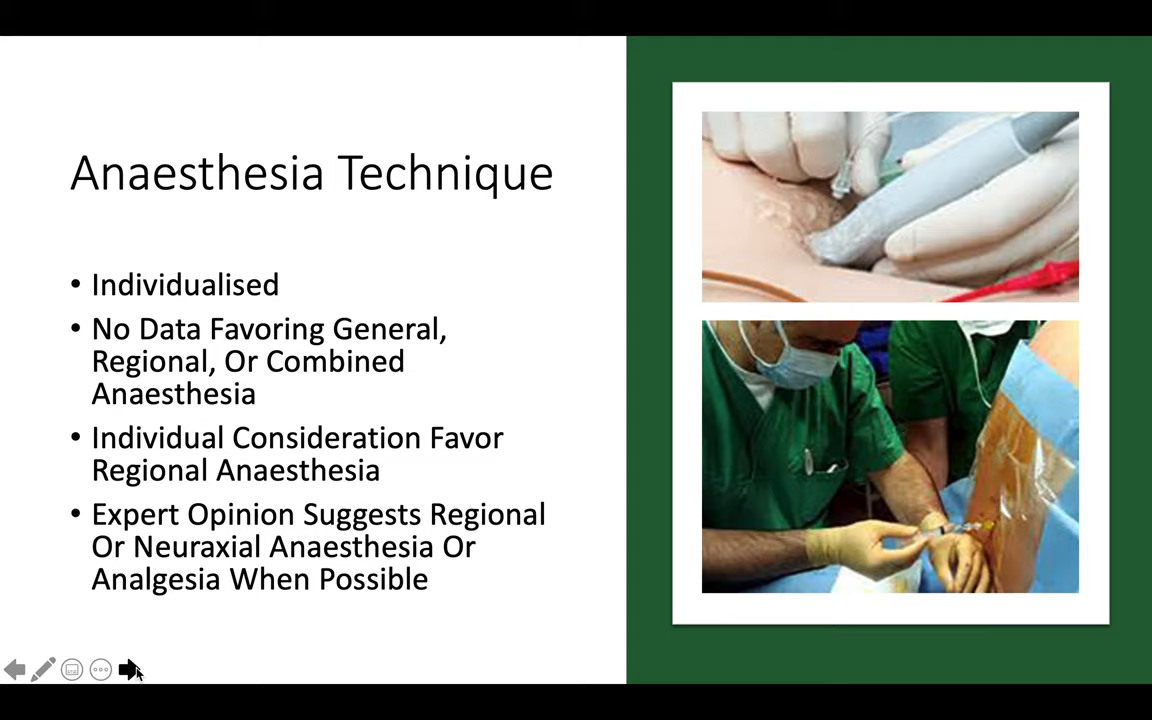 Anaesthesia Technique
• Individualised
• No Data Favoring General,
Regional, Or Combined
Anaesthesia
• Individual Consideration Favor
Regional Anaesthesia
• Expert Opinion Suggests Regional
Or Neuraxial Anaesthesia Or
Analgesia When Possible